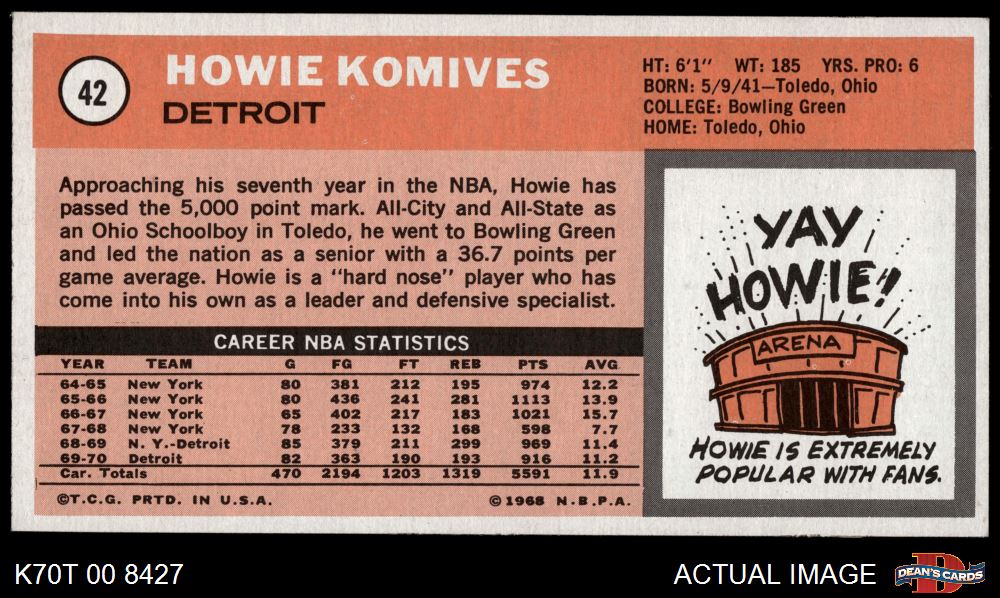 42
HOWIE KOMIVES
DETROIT
HT: 6'1" WT: 185 YRS. PRO: 6
BORN: 5/9/41—Toledo, Ohio
COLLEGE: Bowling Green
HOME: Toledo, Ohio
Approaching his seventh year in the NBA, Howie has
passed the 5,000 point mark. All-City and All-State as
an Ohio Schoolboy in Toledo, he went to Bowling Green
and led the nation as a senior with a 36.7 points per
game average. Howie is a "hard nose" player who has
come into his own as a leader and defensive specialist.
CAREER NBA STATISTICS
YEAR TEAM G FG FT REB PTS AVG
64-65 New York 80 381 212 195 974 12.2
65-66 New York 80 436 241 281 1113 13.9
66-67 New York 65 402 217 183 1021 15.7
67-68 New York 78 233 132 168 598 7.7
68-69 N. Y.-Detroit 85 379 211 299 969 11.4
69-70 Detroit 82 363 190 193 916 11.2
Car. Totals 470 2194 1203 1319 5591 11.9
©T.C.G. PRTD. IN U.S.A. ©1968 N.B.P.A.
YAY
HOWIE!
ARENA
HOWIE IS EXTREMELY
POPULAR WITH FANS.
K70T 00 8427
ACTUAL IMAGE
DEAN'S CARDS